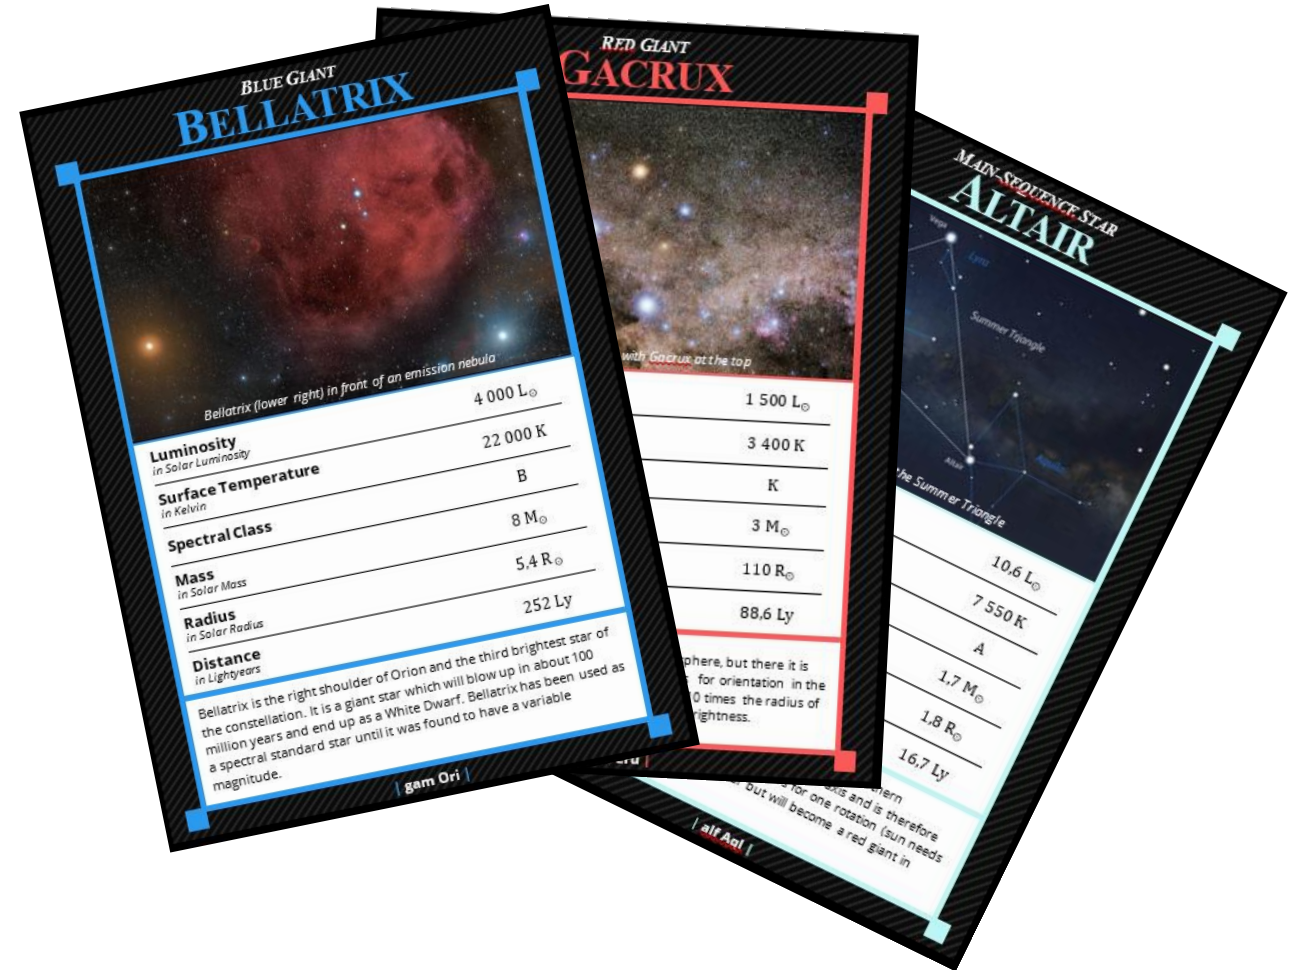 BLUE GIANT
BELLATRIX
Bellatrix (lower right) in front of an emission nebula
Luminosity
in Solar Luminosity
4 000 L☉
Surface Temperature
in Kelvin
22 000 K
Spectral Class
B
Mass
in Solar Mass
8 M☉
Radius
in Solar Radius
5,4 R☉
Distance
in Lightyears
252 Ly
Bellatrix is the right shoulder of Orion and the third brightest star of
the constellation. It is a giant star which will blow up in about 100
million years and end up as a White Dwarf. Bellatrix has been used as
a spectral standard star until it was found to have a variable
magnitude.
| gam Ori |
RED GIANT
GACRUX
with Gacrux at the top
1 500 L☉
3 400 K
K
3 M☉
110 R☉
88,6 Ly
sphere, but there it is
for orientation in the
0 times the radius of
rightness.
cru |
MAIN-SEQUENCE STAR
ALTAIR
Vega
Lyra
Summer Triangle
Altair
Aquila
the Summer Triangle
10,6 L☉
7 550 K
A
1,7 M☉
1,8 R☉
16,7 Ly
hern
axis and is therefore
s for one rotation (sun needs
but will become a red giant in
| alf Aql |